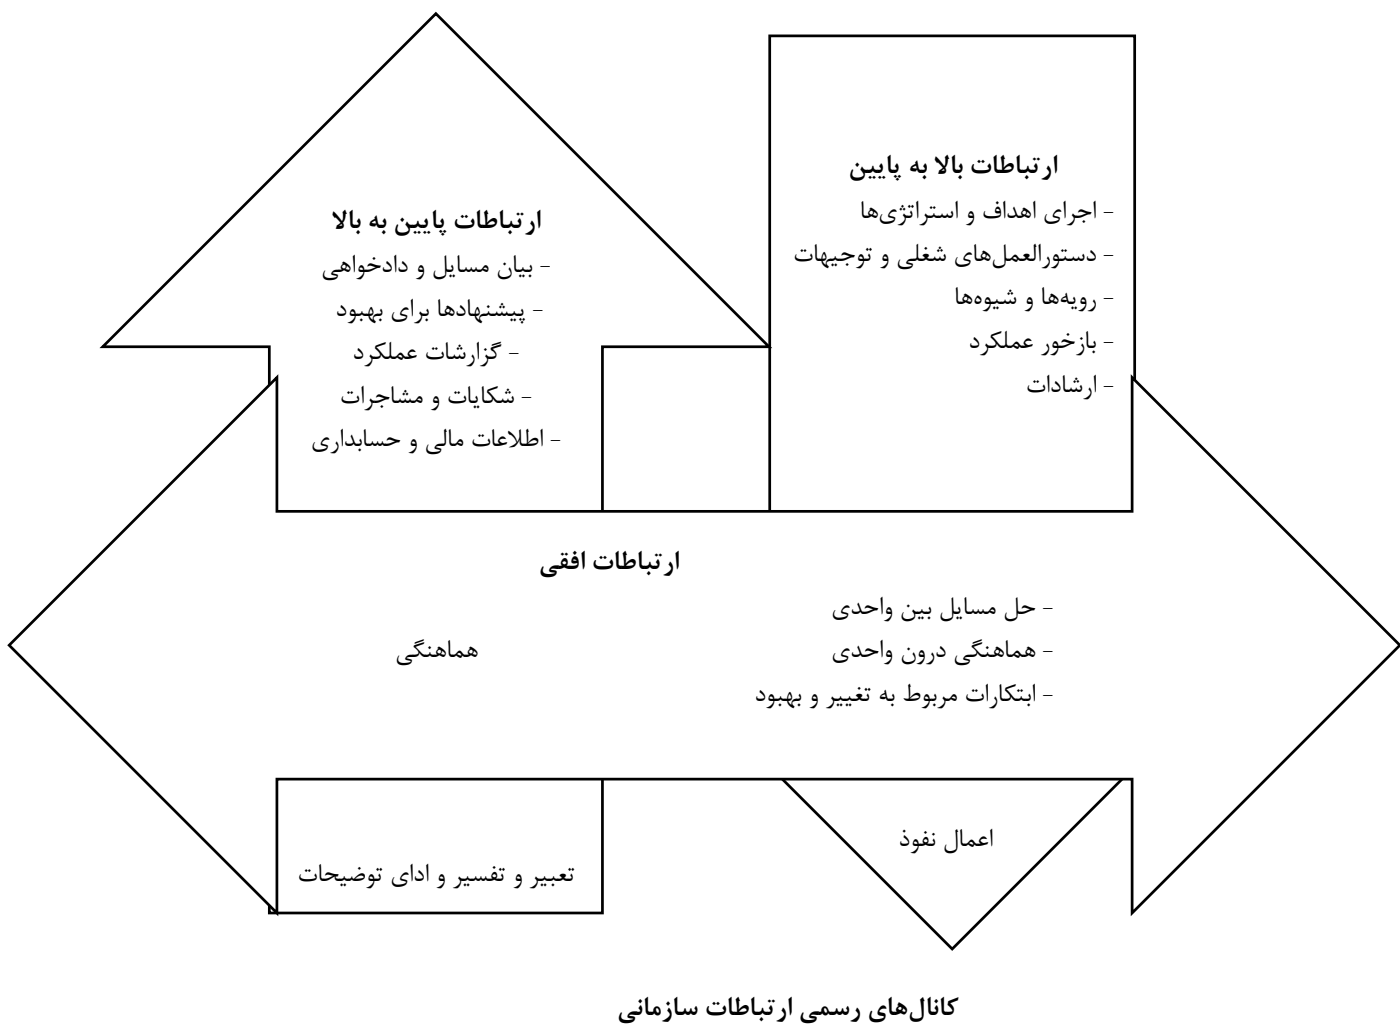 ارتباطات بالا به پایین
- اجرای اهداف و استراتژی‌ها
- دستورالعمل‌های شغلی و توجیهات
- رویه‌ها و شیوه‌ها
- بازخور عملکرد
- ارشادات
ارتباطات پایین به بالا
- بیان مسایل و دادخواهی
- پیشنهادها برای بهبود
- گزارشات عملکرد
- شکایات و مشاجرات
- اطلاعات مالی و حسابداری
ارتباطات افقی
- حل مسایل بین واحدی
- هماهنگی درون واحدی
- ابتکارات مربوط به تغییر و بهبود
هماهنگی
اعمال نفوذ
تعبیر و تفسیر و ادای توضیحات
کانال‌های رسمی ارتباطات سازمانی